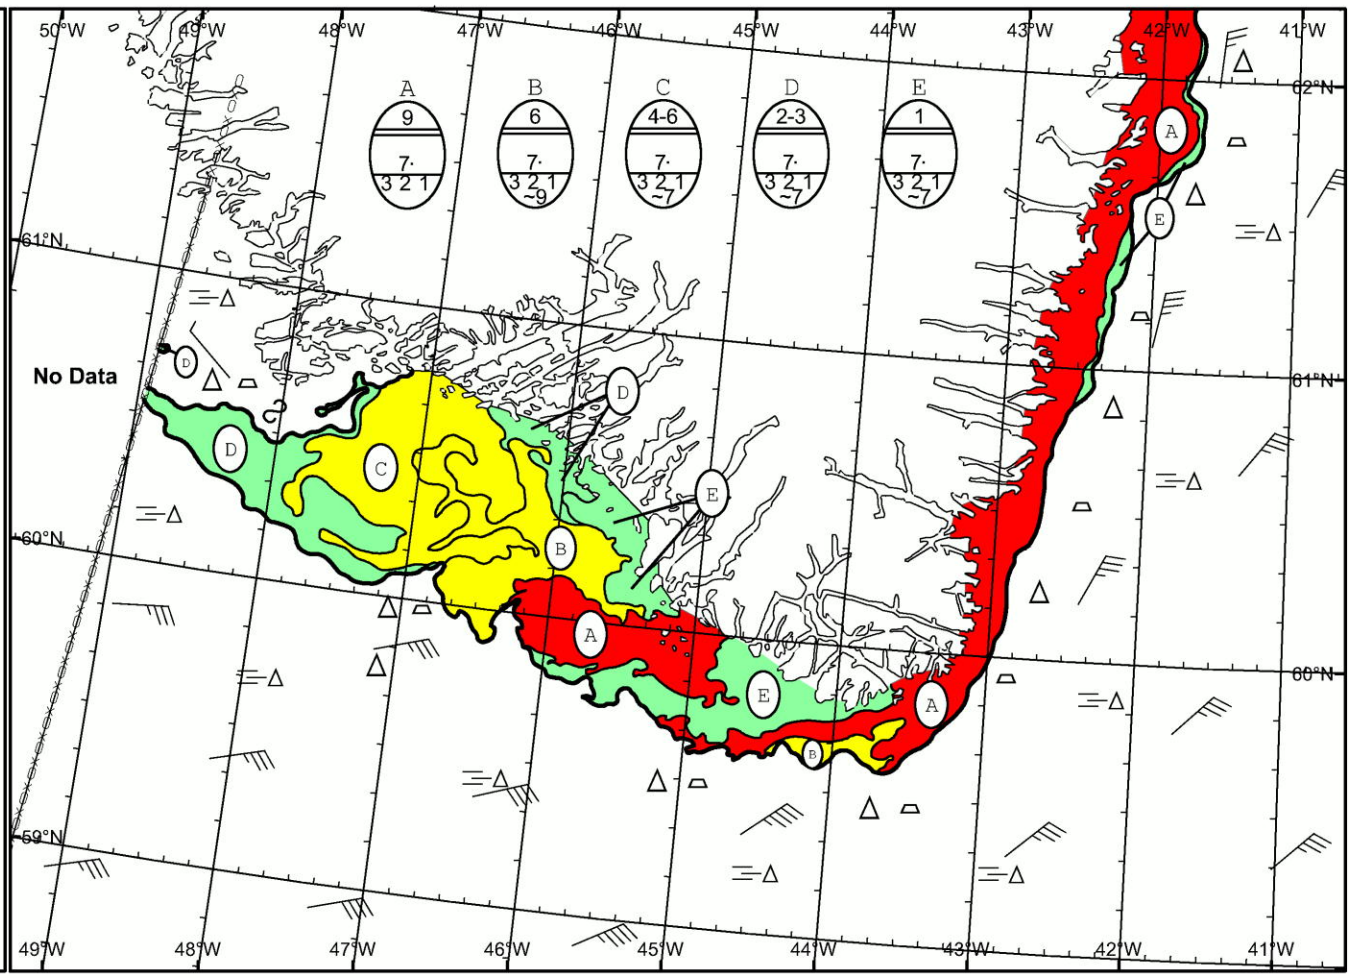 50°W 49°W 48°W 47°W 46°W 45°W 44°W 43°W 42°W 41°W
A B C D E
9 6 4-6 2-3 1
7· 7· 7· 7· 7·
3 2 1 3 2 1 3 2 1 3 2 1 3 2 1
~9 ~7 ~7 ~7
62°N
A
E
61°N
D
No Data
61°N
D
D
C
E
60°N
B
A
60°N
E
A
B
59°N
49°W 48°W 47°W 46°W 45°W 44°W 43°W 42°W 41°W